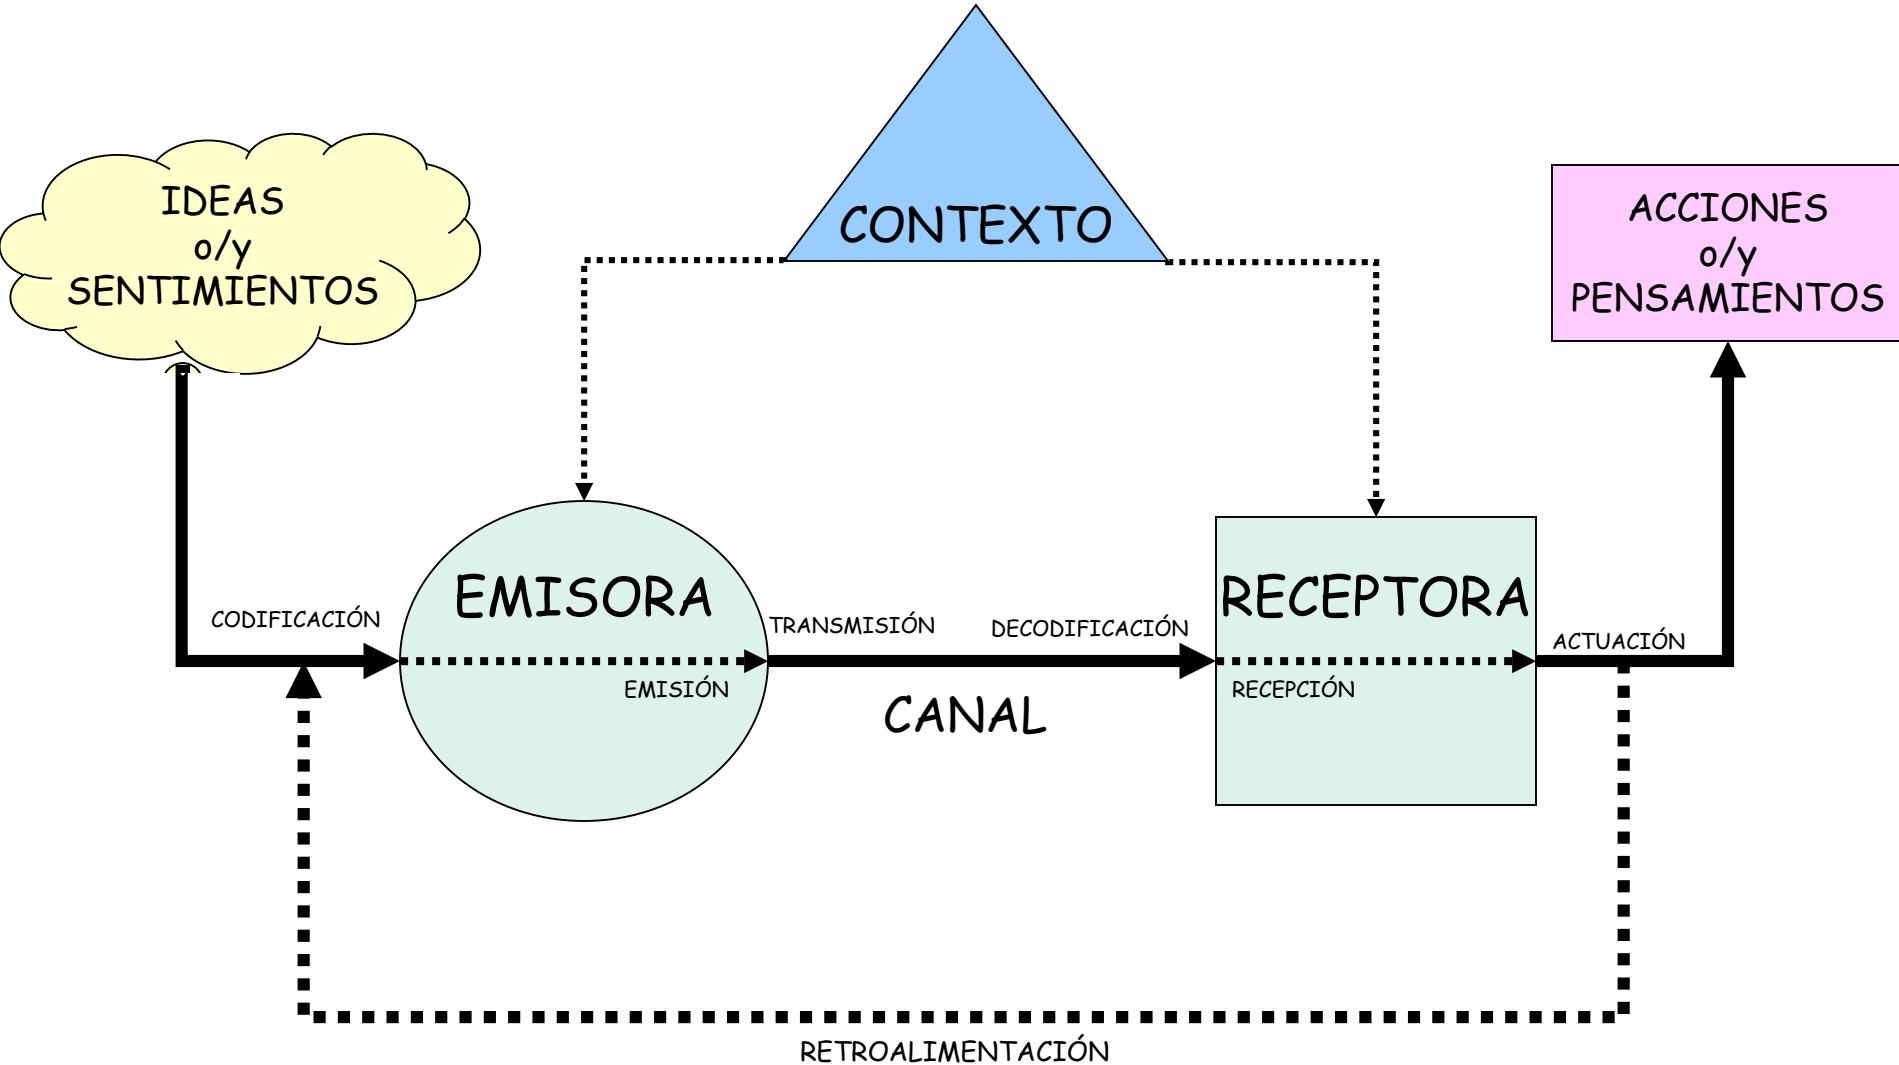 IDEAS
o/y
SENTIMIENTOS
CONTEXTO
ACCIONES
o/y
PENSAMIENTOS
CODIFICACIÓN
EMISORA
EMISIÓN
TRANSMISIÓN
DECODIFICACIÓN
CANAL
RECEPTORA
RECEPCIÓN
ACTUACIÓN
RETROALIMENTACIÓN